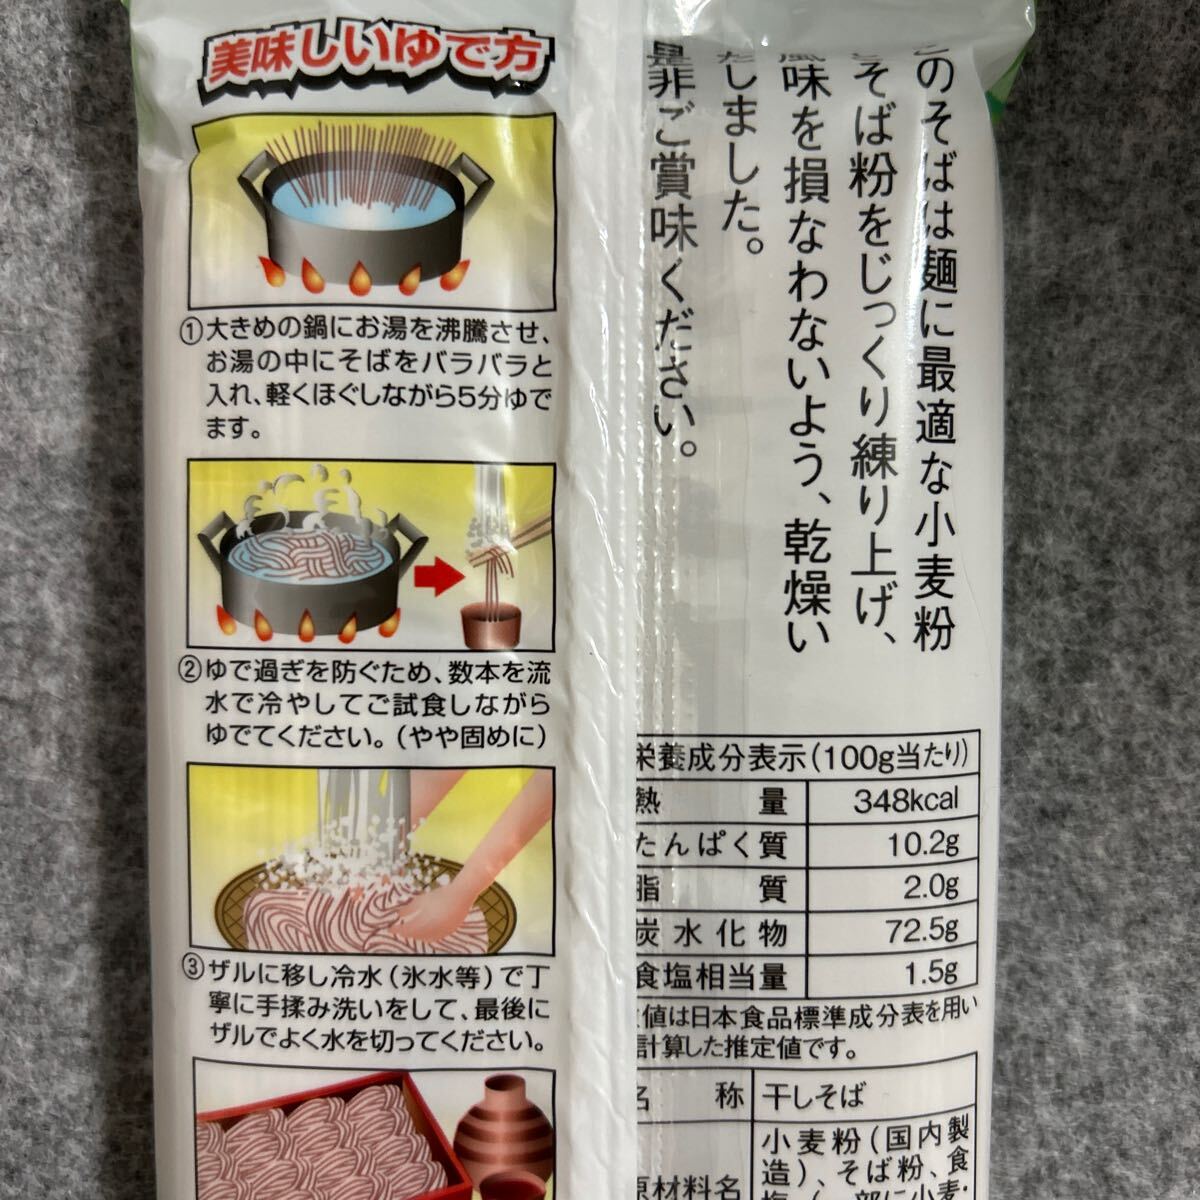 美味しいゆで方
①大きめの鍋にお湯を沸騰させ、
お湯の中にそばをバラバラと
入れ、軽くほぐしながら5分ゆで
ます。
②ゆで過ぎを防ぐため、数本を流
水で冷やしてご試食しながら
ゆでてください。(やや固めに)
③ザルに移し冷水(氷水等)で丁
寧に手揉み洗いをして、最後に
ザルでよく水を切ってください。
このそばは麺に最適な小麦粉
とそば粉をじっくり練り上げ、
風味を損なわないよう、乾燥い
たしました。
是非ご賞味ください。
栄養成分表示(100g当たり)
熱量 348kcal
たんぱく質 10.2g
脂質 2.0g
炭水化物 72.5g
食塩相当量 1.5g
値は日本食品標準成分表を用い
計算した推定値です。
名称 干しそば
原材料名 小麦粉(国内製
造)、そば粉、食
塩/(一部に小麦・